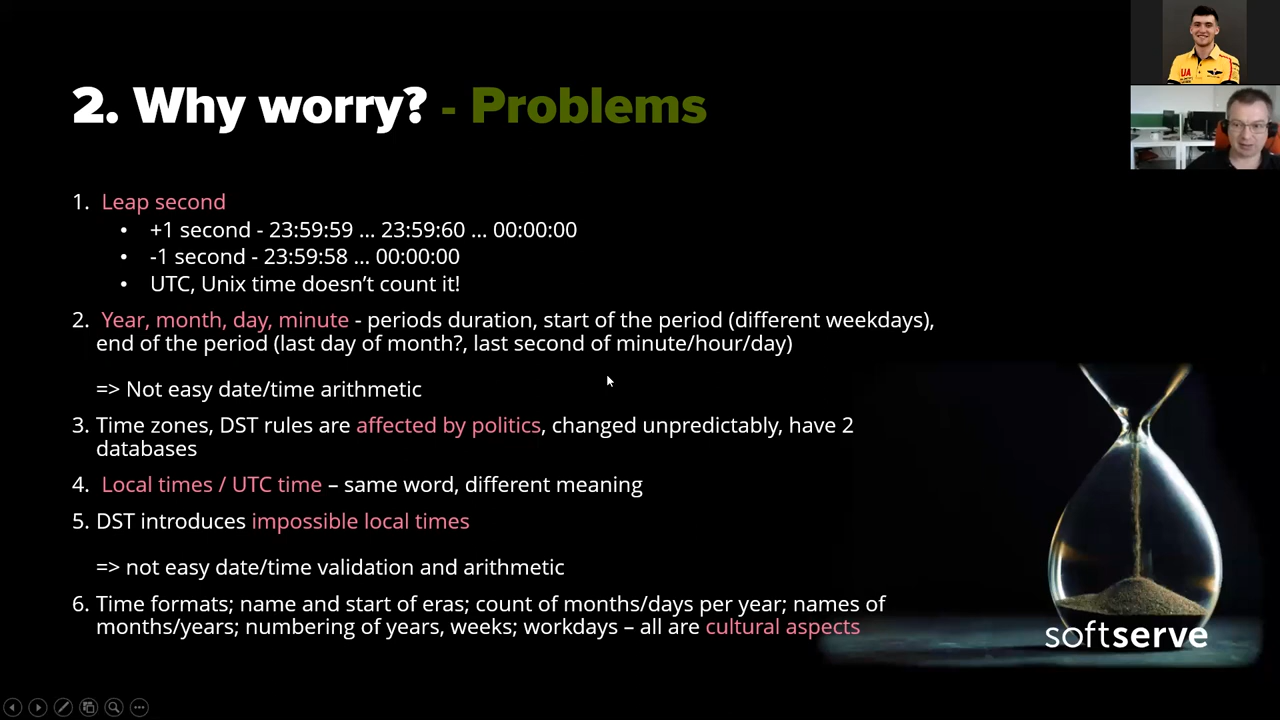 2. Why worry? - Problems
UA
1. Leap second
• +1 second - 23:59:59 ... 23:59:60 ... 00:00:00
• -1 second - 23:59:58 ... 00:00:00
• UTC, Unix time doesn’t count it!
2. Year, month, day, minute - periods duration, start of the period (different weekdays),
end of the period (last day of month?, last second of minute/hour/day)
=> Not easy date/time arithmetic
3. Time zones, DST rules are affected by politics, changed unpredictably, have 2
databases
4. Local times / UTC time – same word, different meaning
5. DST introduces impossible local times
=> not easy date/time validation and arithmetic
6. Time formats; name and start of eras; count of months/days per year; names of
months/years; numbering of years, weeks; workdays – all are cultural aspects
softserve